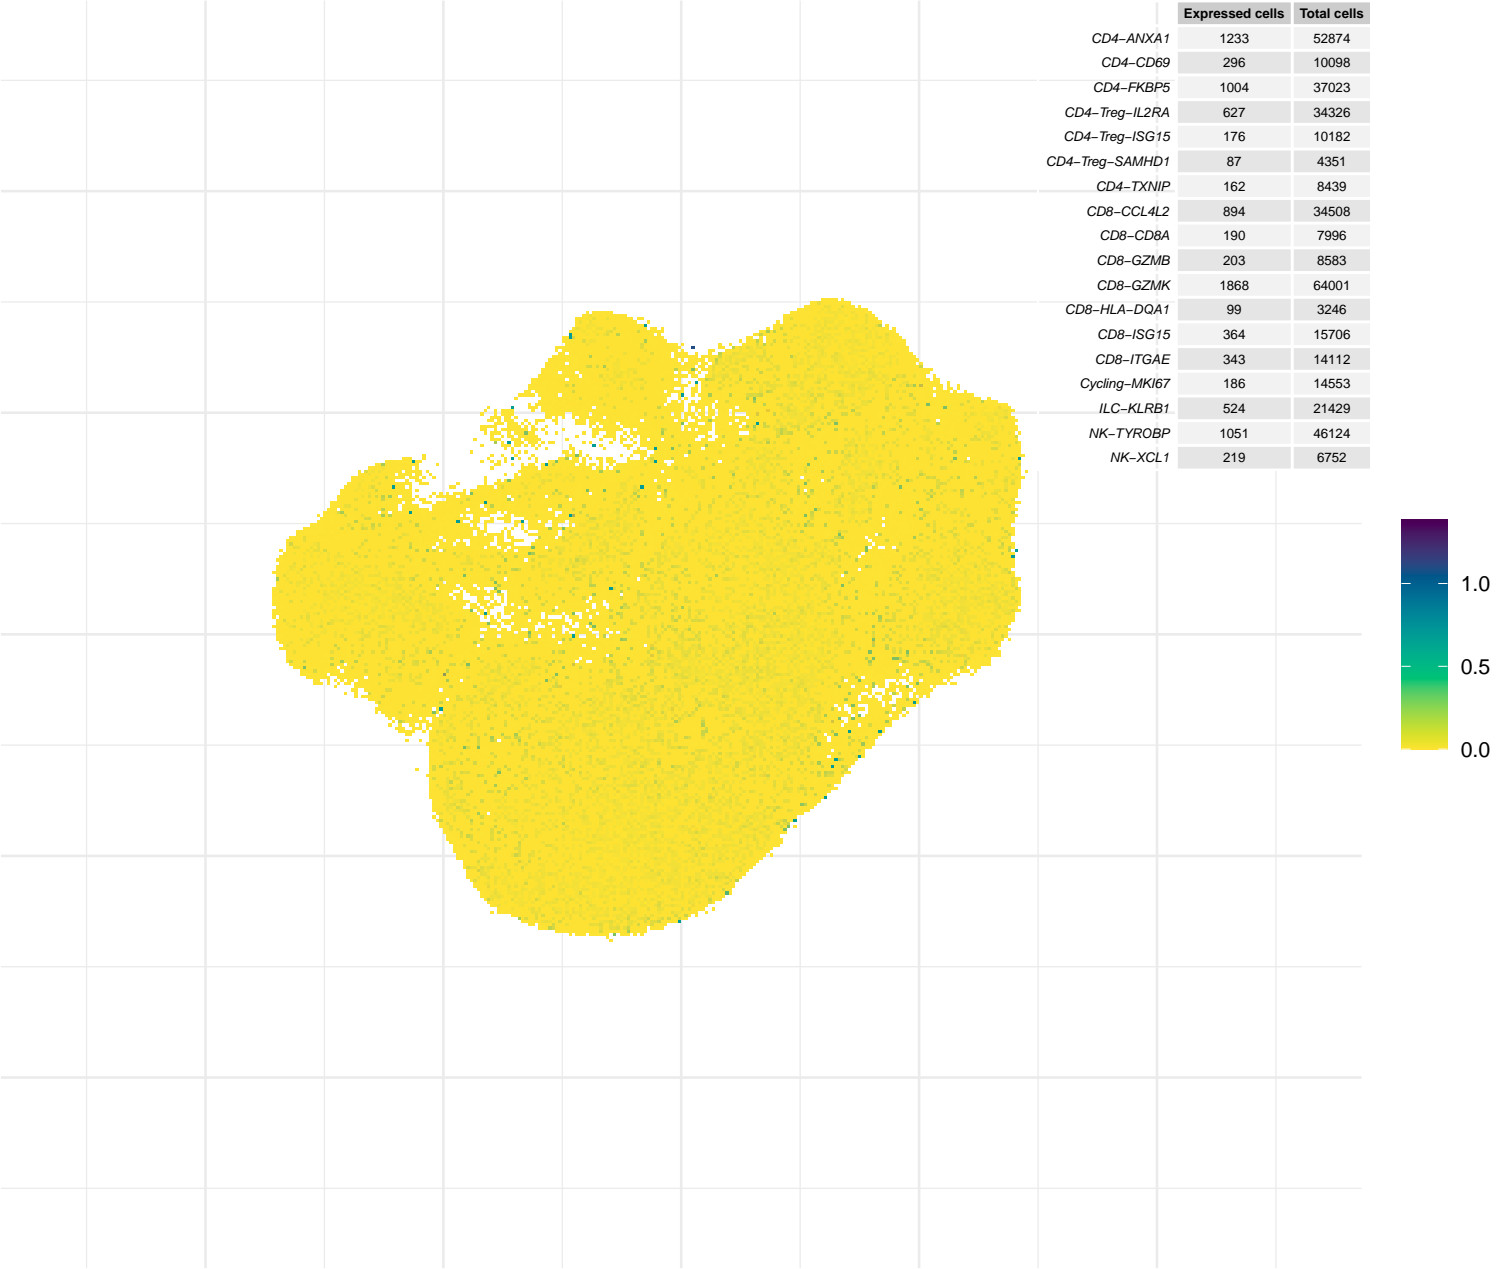 Expressed cells Total cells
CD4−ANXA1 1233 52874
CD4−CD69 296 10098
CD4−FKBP5 1004 37023
CD4−Treg−IL2RA 627 34326
CD4−Treg−ISG15 176 10182
CD4−Treg−SAMHD1 87 4351
CD4−TXNIP 162 8439
CD8−CCL4L2 894 34508
CD8−CD8A 190 7996
CD8−GZMB 203 8583
CD8−GZMK 1868 64001
CD8−HLA−DQA1 99 3246
CD8−ISG15 364 15706
CD8−ITGAE 343 14112
Cycling−MKI67 186 14553
ILC−KLRB1 524 21429
NK−TYROBP 1051 46124
NK−XCL1 219 6752
1.0
0.5
0.0